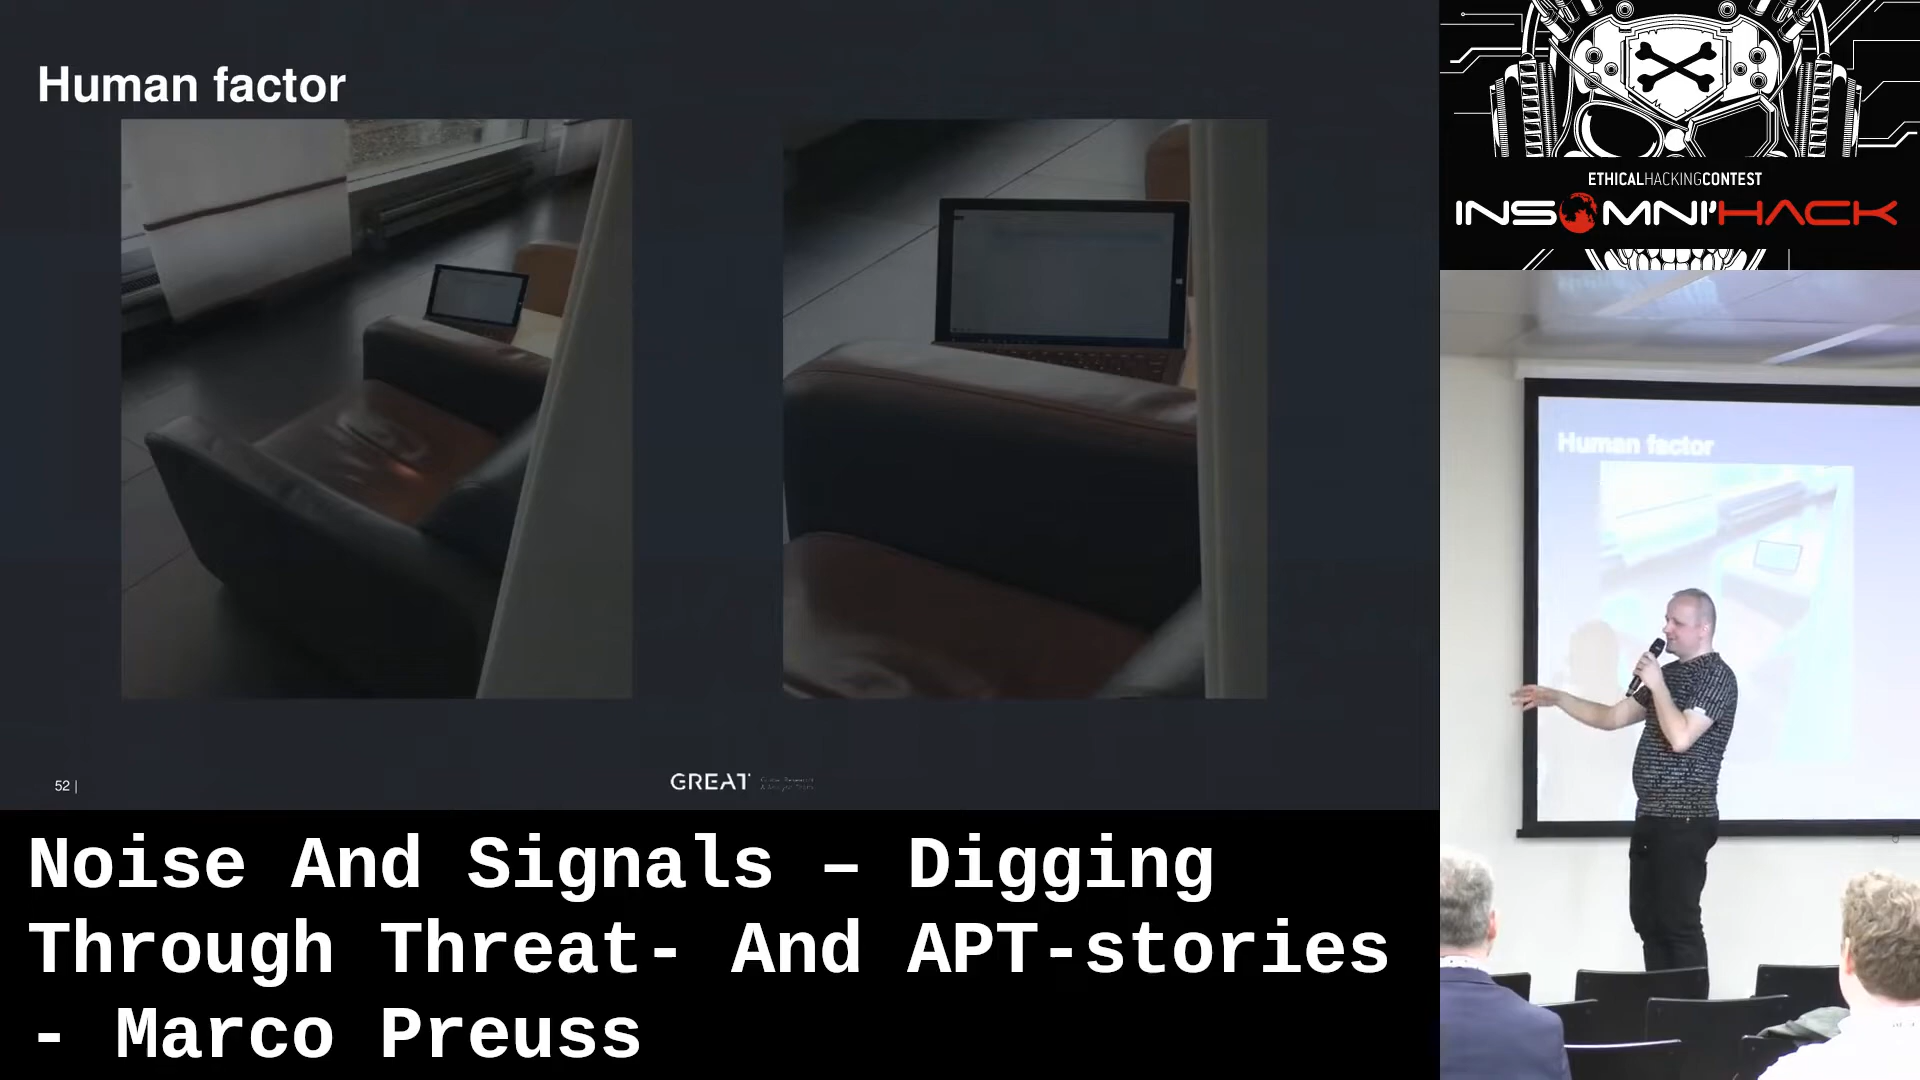 Human factor
52 |
GREAT
Noise And Signals – Digging
Through Threat- And APT-stories
- Marco Preuss
ETHICALHACKINGCONTEST
INSOMNI'HACK
Human factor